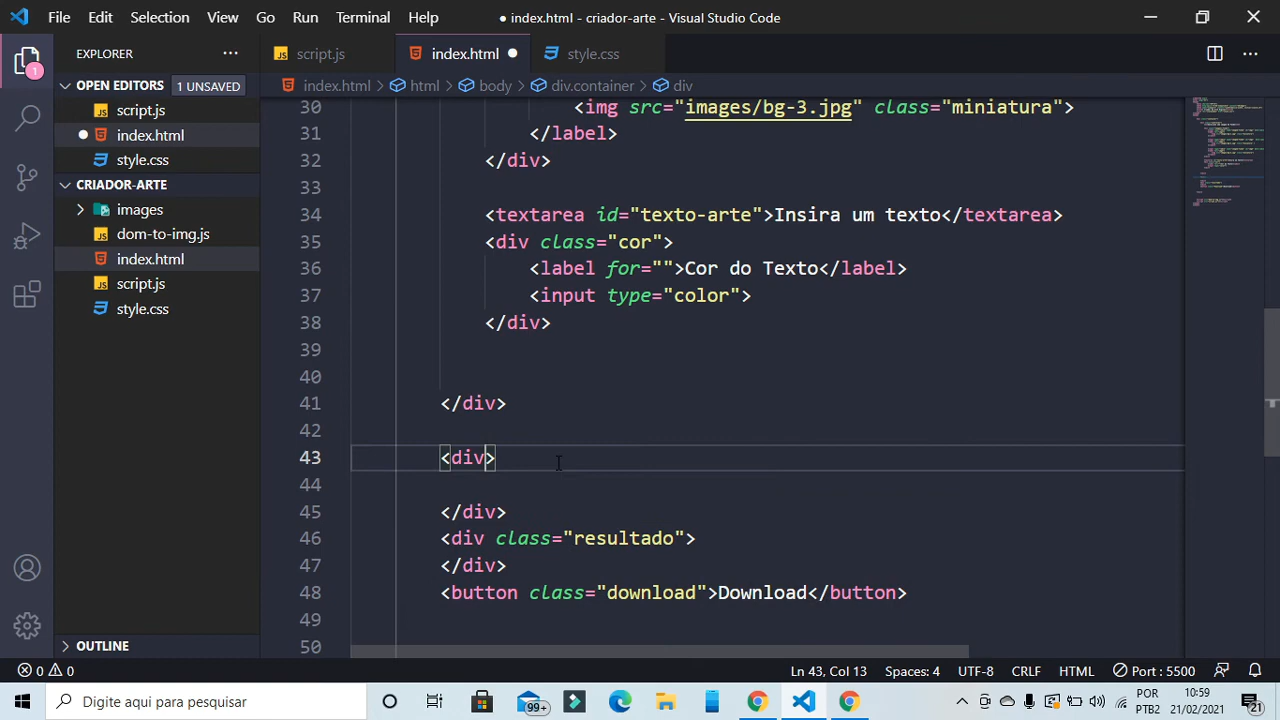 File Edit Selection View Go Run Terminal Help
● index.html - criador-arte - Visual Studio Code
EXPLORER
script.js
index.html
style.css
OPEN EDITORS
1 UNSAVED
index.html > html > body > div.container > div
script.js
index.html
style.css
CRIADOR-ARTE
images
dom-to-img.js
index.html
script.js
style.css
OUTLINE
1
30 <img src="images/bg-3.jpg" class="miniatura">
31 </label>
32 </div>
33
34 <textarea id="texto-arte">Insira um texto</textarea>
35 <div class="cor">
36 <label for="">Cor do Texto</label>
37 <input type="color">
38 </div>
39
40
41 </div>
42
43 <div>
44
45 </div>
46 <div class="resultado">
47 </div>
48 <button class="download">Download</button>
49
50
0 0
Ln 43, Col 13 Spaces: 4 UTF-8 CRLF HTML Port : 5500
Digite aqui para pesquisar
99+
POR
PTB2
10:59
21/02/2021
21